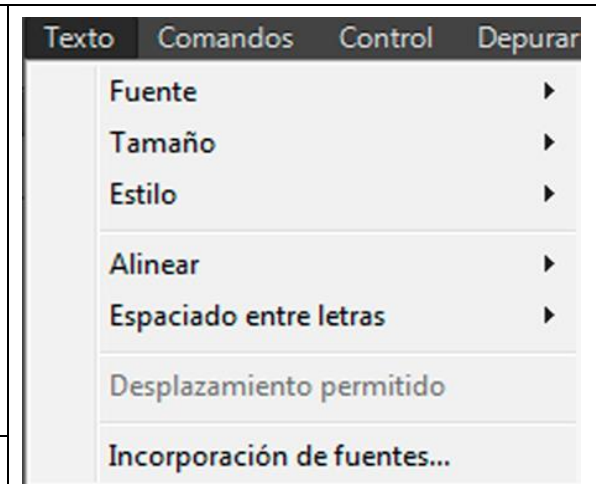 Texto Comandos Control Depurar
Fuente
Tamaño
Estilo
Alinear
Espaciado entre letras
Desplazamiento permitido
Incorporación de fuentes...